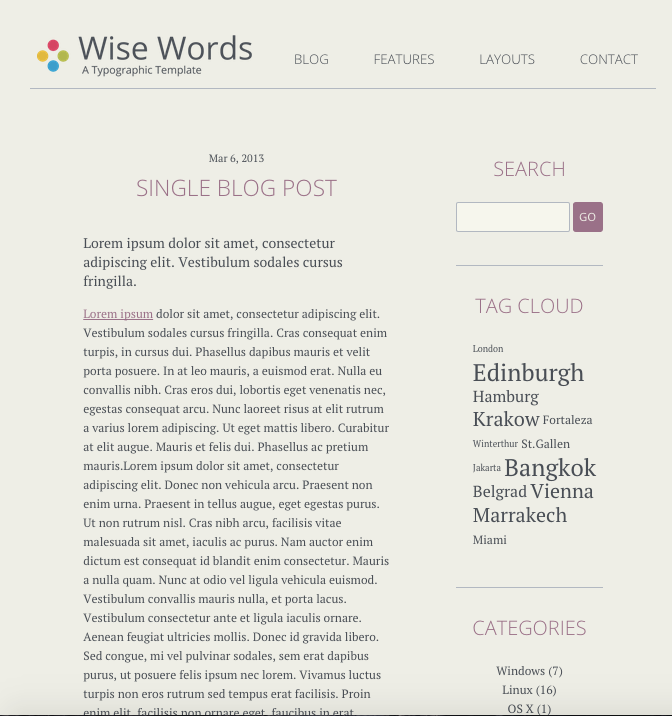 Wise Words
A Typographic Template
BLOG FEATURES LAYOUTS CONTACT
Mar 6, 2013
SINGLE BLOG POST
Lorem ipsum dolor sit amet, consectetur
adipiscing elit. Vestibulum sodales cursus
fringilla.
Lorem ipsum dolor sit amet, consectetur adipiscing elit.
Vestibulum sodales cursus fringilla. Cras consequat enim
turpis, in cursus dui. Phasellus dapibus mauris et velit
porta posuere. In at leo mauris, a euismod erat. Nulla eu
convallis nibh. Cras eros dui, lobortis eget venenatis nec,
egestas consequat arcu. Nunc laoreet risus at elit rutrum
a varius lorem adipiscing. Ut eget mattis libero. Curabitur
at elit augue. Mauris et felis dui. Phasellus ac pretium
mauris.Lorem ipsum dolor sit amet, consectetur
adipiscing elit. Donec non vehicula arcu. Praesent non
enim urna. Praesent in tellus augue, eget egestas purus.
Ut non rutrum nisl. Cras nibh arcu, facilisis vitae
malesuada sit amet, iaculis ac purus. Nam auctor enim
dictum est consequat id blandit enim consectetur. Mauris
a nulla quam. Nunc at odio vel ligula vehicula euismod.
Vestibulum convallis mauris nulla, et porta lacus.
Vestibulum consectetur ante et ligula iaculis ornare.
Aenean feugiat ultricies mollis. Donec id gravida libero.
Sed congue, mi vel pulvinar sodales, sem erat dapibus
purus, ut posuere felis ipsum nec lorem. Vivamus luctus
turpis non eros rutrum sed tempus erat facilisis. Proin
enim elit, facilisis non ornare eget, faucibus in erat.
SEARCH
GO
TAG CLOUD
London
Edinburgh
Hamburg
Krakow Fortaleza
Winterthur St.Gallen
Jakarta Bangkok
Belgrad Vienna
Marrakech
Miami
CATEGORIES
Windows (7)
Linux (16)
OS X (1)